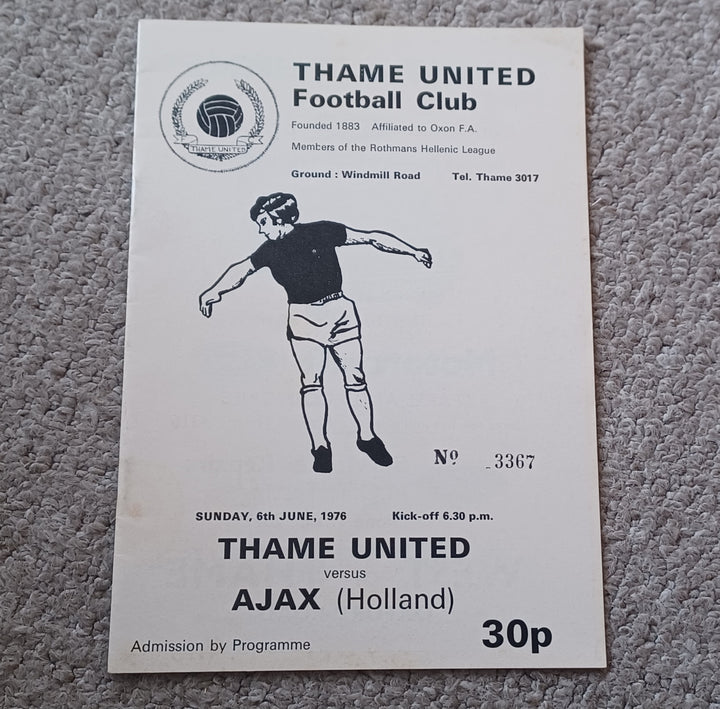 THAME UNITED
Football Club
Founded 1883 Affiliated to Oxon F.A.
Members of the Rothmans Hellenic League
Ground : Windmill Road Tel. Thame 3017
THAME UNITED
Nº 3367
SUNDAY, 6th JUNE, 1976 Kick-off 6.30 p.m.
THAME UNITED
versus
AJAX (Holland)
30p
Admission by Programme